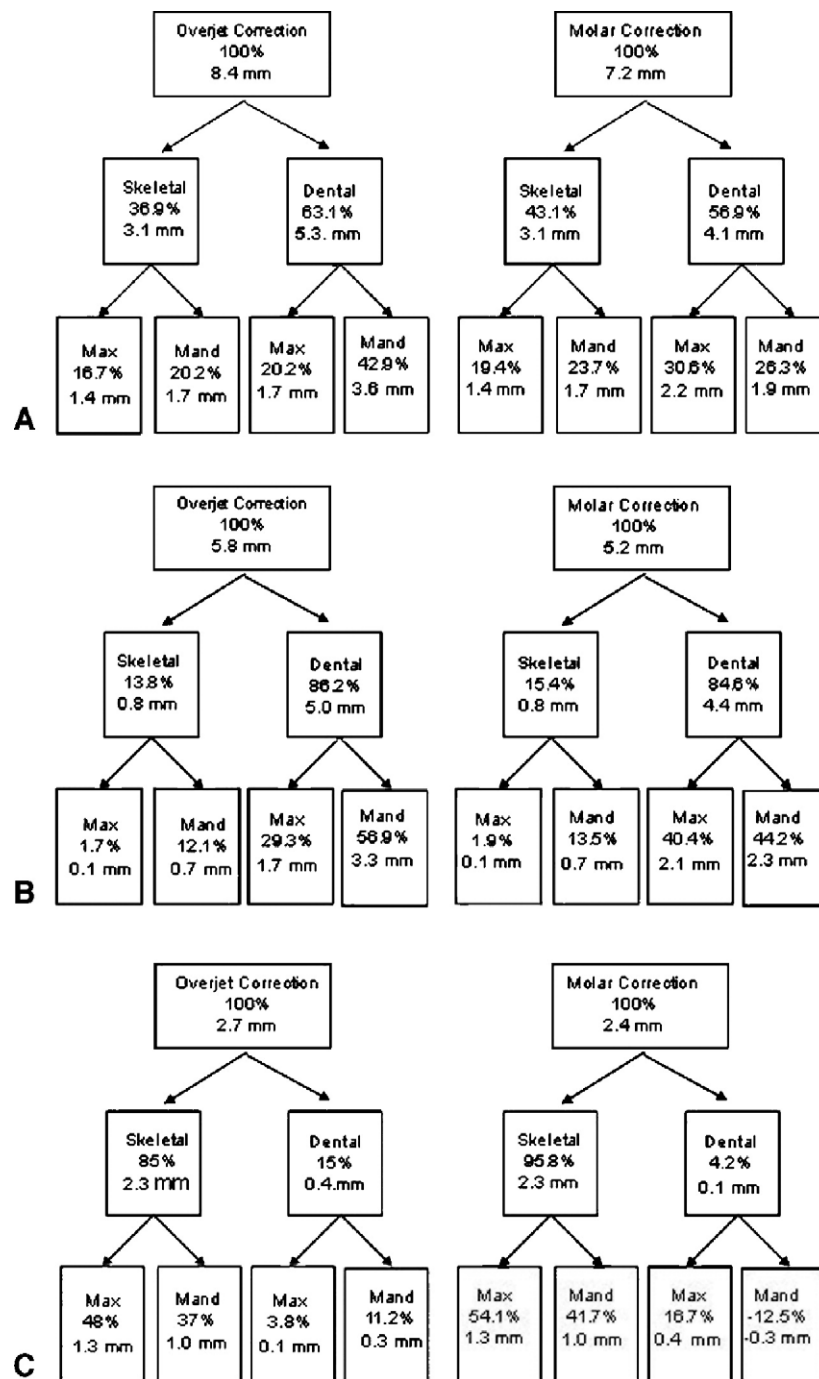 Overjet Correction
100%
8.4 mm
Molar Correction
100%
7.2 mm
Skeletal
36.9%
3.1 mm
Dental
63.1%
5.3. mm
Skeletal
43.1%
3.1 mm
Dental
56.9%
4.1 mm
Max
16.7%
1.4 mm
Mand
20.2%
1.7 mm
Max
20.2%
1.7 mm
Mand
42.9%
3.6 mm
Max
19.4%
1.4 mm
Mand
23.7%
1.7 mm
Max
30.6%
2.2 mm
Mand
26.3%
1.9 mm
A
Overjet Correction
100%
5.8 mm
Molar Correction
100%
5.2 mm
Skeletal
13.8%
0.8 mm
Dental
86.2%
5.0 mm
Skeletal
15.4%
0.8 mm
Dental
84.6%
4.4 mm
Max
1.7%
0.1 mm
Mand
12.1%
0.7 mm
Max
29.3%
1.7 mm
Mand
56.9%
3.3 mm
Max
1.9%
0.1 mm
Mand
13.5%
0.7 mm
Max
40.4%
2.1 mm
Mand
44.2%
2.3 mm
B
Overjet Correction
100%
2.7 mm
Molar Correction
100%
2.4 mm
Skeletal
85%
2.3 mm
Dental
15%
0.4.mm
Skeletal
95.8%
2.3 mm
Dental
4.2%
0.1 mm
Max
48%
1.3 mm
Mand
37%
1.0 mm
Max
3.8%
0.1 mm
Mand
11.2%
0.3 mm
Max
54.1%
1.3 mm
Mand
41.7%
1.0 mm
Max
16.7%
0.4 mm
Mand
-12.5%
-0.3 mm
C